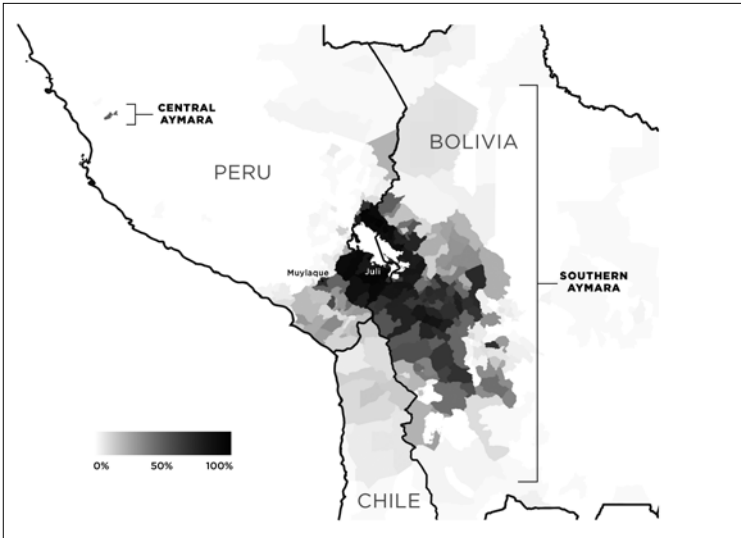 CENTRAL
AYMARA
BOLIVIA
PERU
Muylaque
Juli
SOUTHERN
AYMARA
0%
50%
100%
CHILE